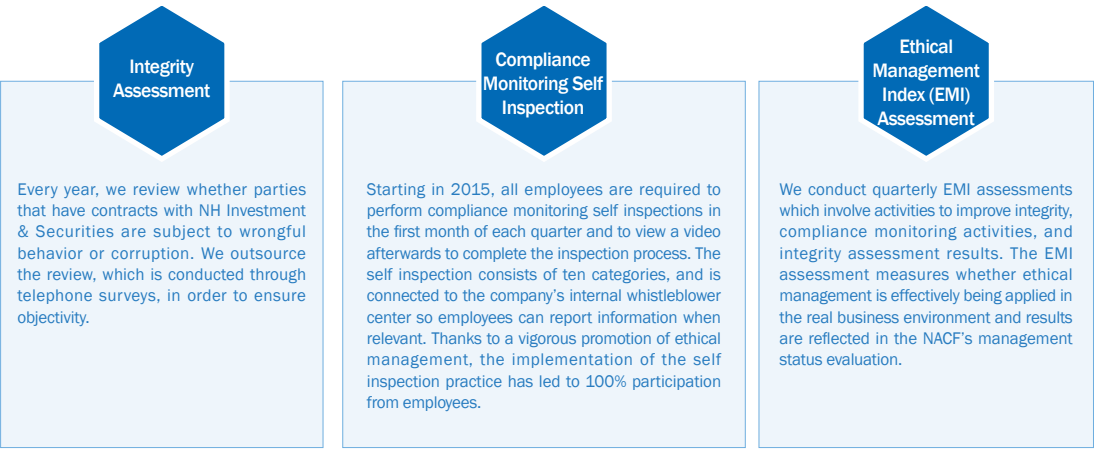 Integrity
Assessment
Every year, we review whether parties
that have contracts with NH Investment
& Securities are subject to wrongful
behavior or corruption. We outsource
the review, which is conducted through
telephone surveys, in order to ensure
objectivity.
Compliance
Monitoring Self
Inspection
Starting in 2015, all employees are required to
perform compliance monitoring self inspections in
the first month of each quarter and to view a video
afterwards to complete the inspection process. The
self inspection consists of ten categories, and is
connected to the company's internal whistleblower
center so employees can report information when
relevant. Thanks to a vigorous promotion of ethical
management, the implementation of the self
inspection practice has led to 100% participation
from employees.
Ethical
Management
Index (EMI)
Assessment
We conduct quarterly EMI assessments
which involve activities to improve integrity,
compliance monitoring activities, and
integrity assessment results. The EMI
assessment measures whether ethical
management is effectively being applied in
the real business environment and results
are reflected in the NACF's management
status evaluation.